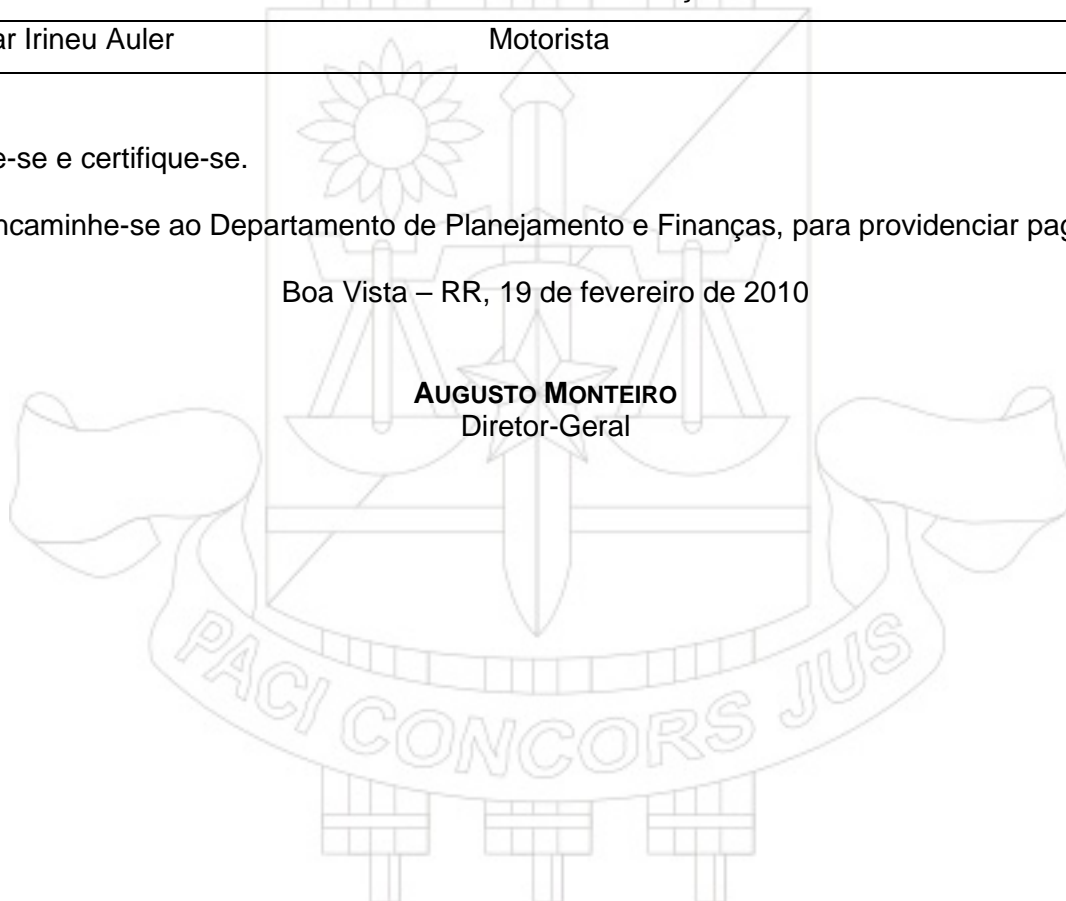 ar Irineu Auler Motorista
e-se e certifique-se.
ncaminhe-se ao Departamento de Planejamento e Finanças, para providenciar pag
Boa Vista – RR, 19 de fevereiro de 2010
AUGUSTO MONTEIRO
Diretor-Geral
PACI CONCORS JUS